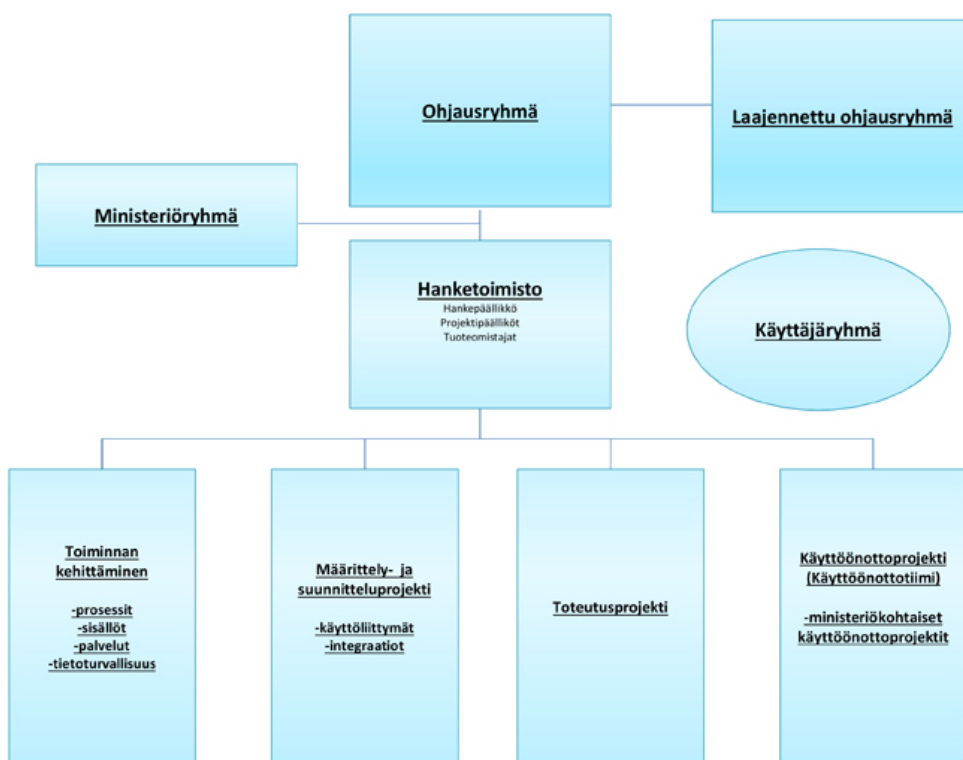 Ohjausryhmä
Laajennettu ohjausryhmä
Ministeriöryhmä
Hanketoimisto
Hankepäällikkö
Projektipäälliköt
Tuoteomistajat
Käyttäjäryhmä
Toiminnan
kehittäminen
-prosessit
-sisällöt
-palvelut
-tietoturvallisuus
Määrittely- ja
suunnitteluprojekti
-käyttöliittymät
-integraatiot
Toteutusprojekti
Käyttöönottoprojekti
(Käyttöönottotiimi)
-ministeriökohtaiset
käyttöönottoprojektit